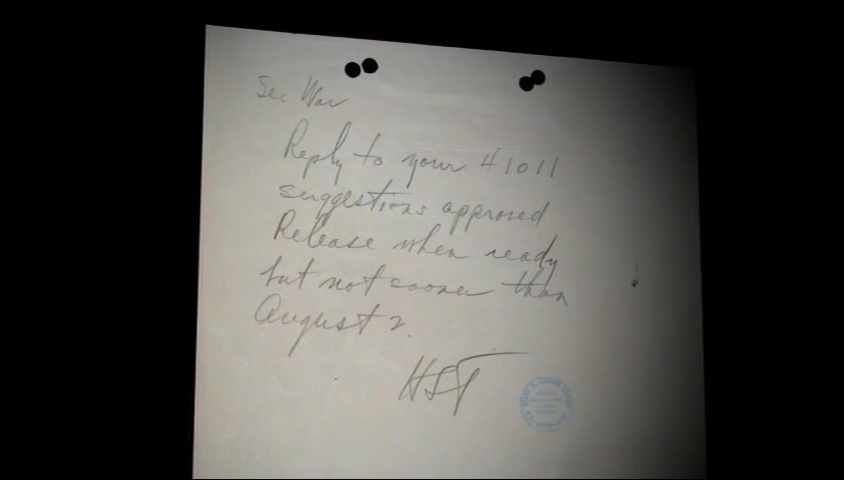 Sec War
Reply to your 41011
suggestions approved
Release when ready
but not sooner than
August 2.
HST